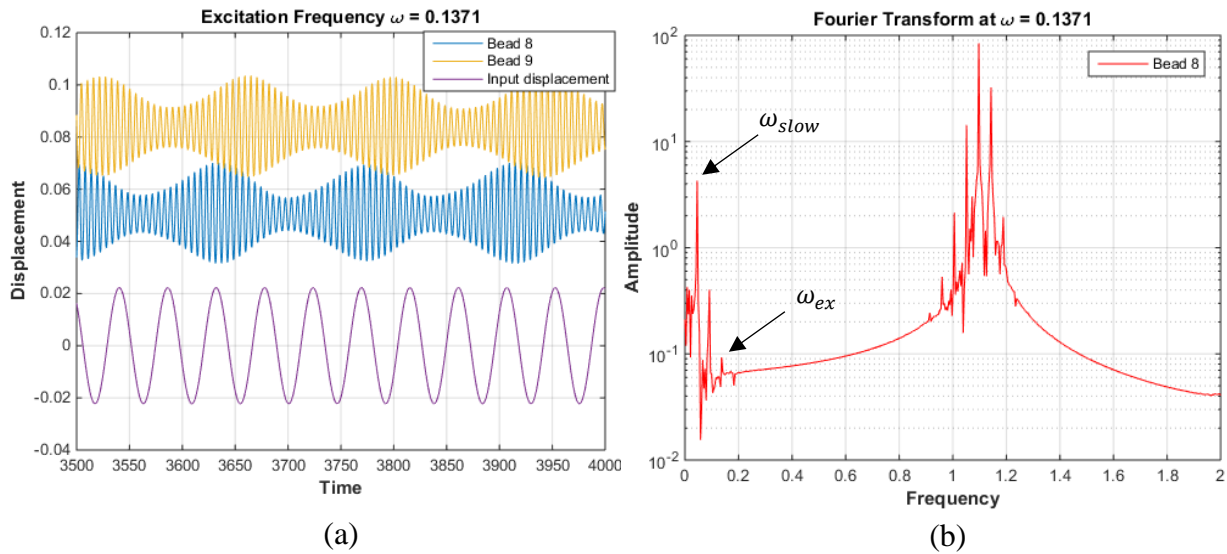 Excitation Frequency ω = 0.1371
Bead 8
Bead 9
Input displacement
Displacement
0.12
0.1
0.08
0.06
0.04
0.02
0
-0.02
-0.04
3500 3550 3600 3650 3700 3750 3800 3850 3900 3950 4000
Time
(a)
Fourier Transform at ω = 0.1371
Bead 8
ω_slow
ω_ex
Amplitude
10^2
10^1
10^0
10^-1
10^-2
0 0.2 0.4 0.6 0.8 1 1.2 1.4 1.6 1.8 2
Frequency
(b)